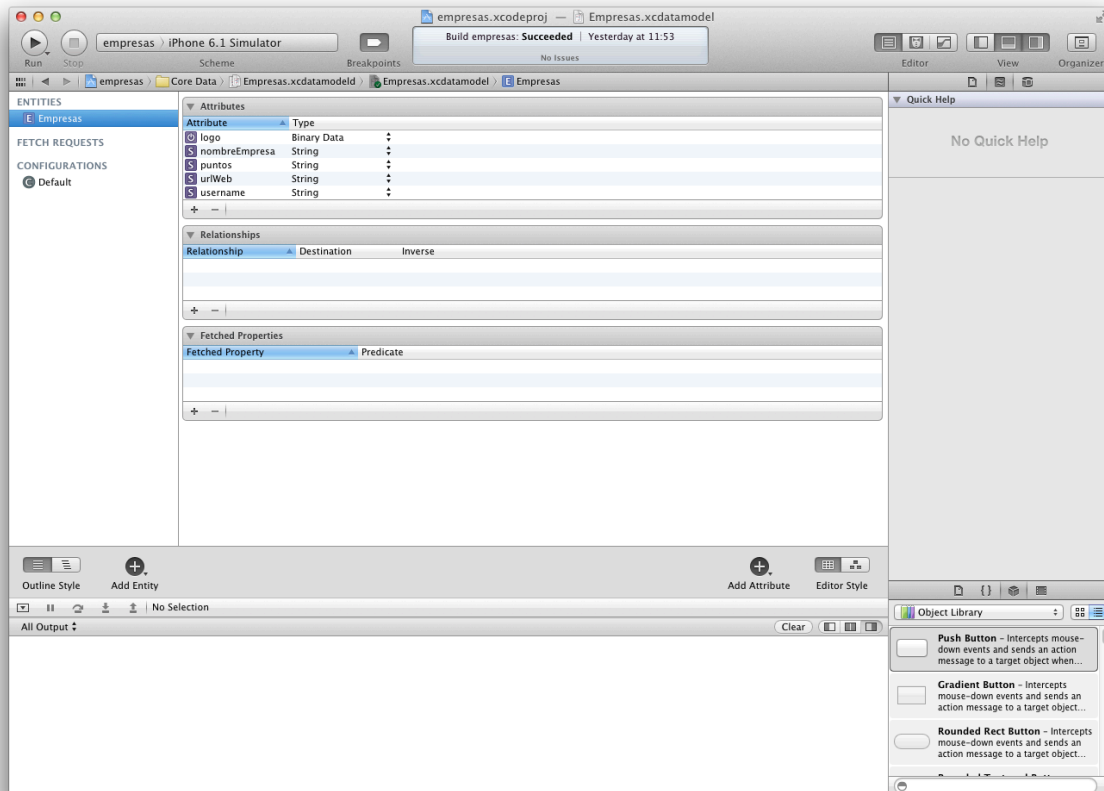 empresas.xcodeproj — Empresas.xcdatamodel
empresas › iPhone 6.1 Simulator
Build empresas: Succeeded | Yesterday at 11:53
No Issues
Run Stop Scheme Breakpoints Editor View Organizer
empresas › Core Data › Empresas.xcdatamodeld › Empresas.xcdatamodel › E Empresas
ENTITIES
E Empresas
FETCH REQUESTS
CONFIGURATIONS
C Default
Attributes
Attribute Type
logo Binary Data
S nombreEmpresa String
S puntos String
S urlWeb String
S username String
+ −
Relationships
Relationship Destination Inverse
+ −
Fetched Properties
Fetched Property Predicate
+ −
Quick Help
No Quick Help
Outline Style Add Entity Add Attribute Editor Style
No Selection
All Output Clear
{ }
Object Library
Push Button - Intercepts mouse-
down events and sends an action
message to a target object when...
Gradient Button - Intercepts
mouse-down events and sends an
action message to a target object...
Rounded Rect Button - Intercepts
mouse-down events and sends an
action message to a target object...